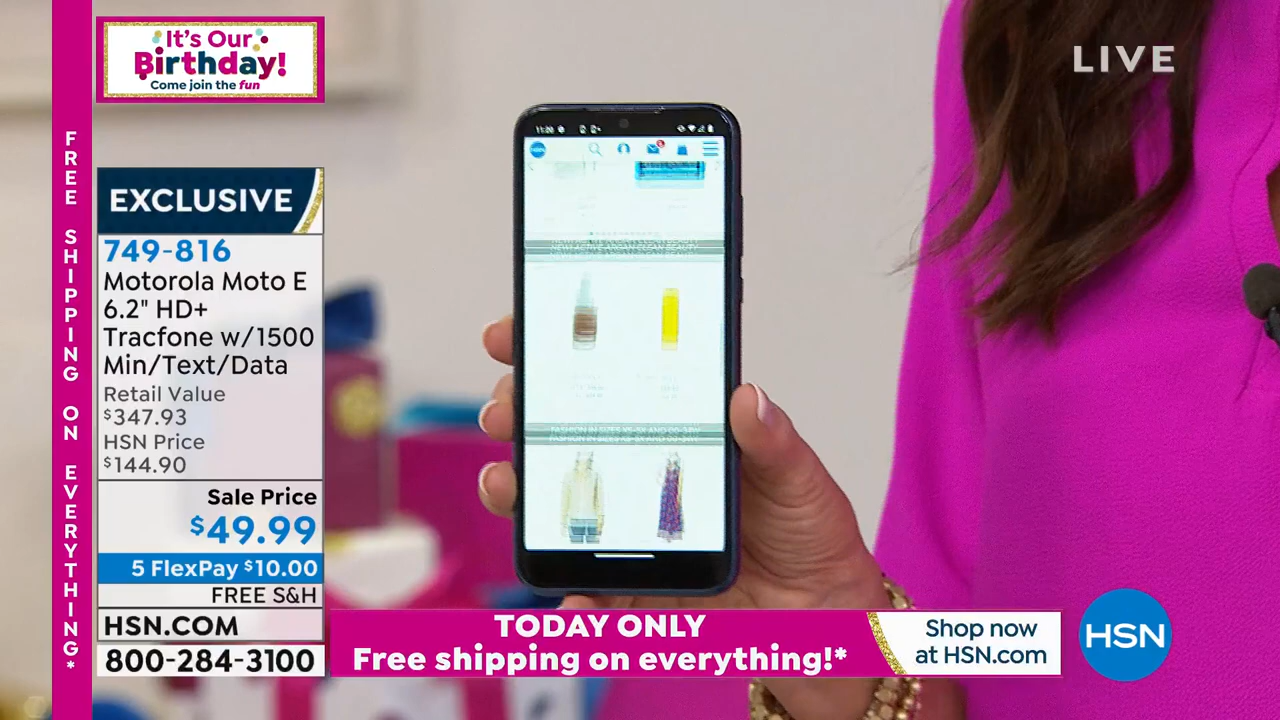 It's Our
Birthday!
Come join the fun
LIVE
FREE SHIPPING ON EVERYTHING!*
EXCLUSIVE
749-816
Motorola Moto E
6.2" HD+
Tracfone w/1500
Min/Text/Data
Retail Value
$347.93
HSN Price
$144.90
Sale Price
$49.99
5 FlexPay $10.00
FREE S&H
HSN.COM
800-284-3100
HSN
TODAY ONLY
Free shipping on everything!*
Shop now
at HSN.com
HSN